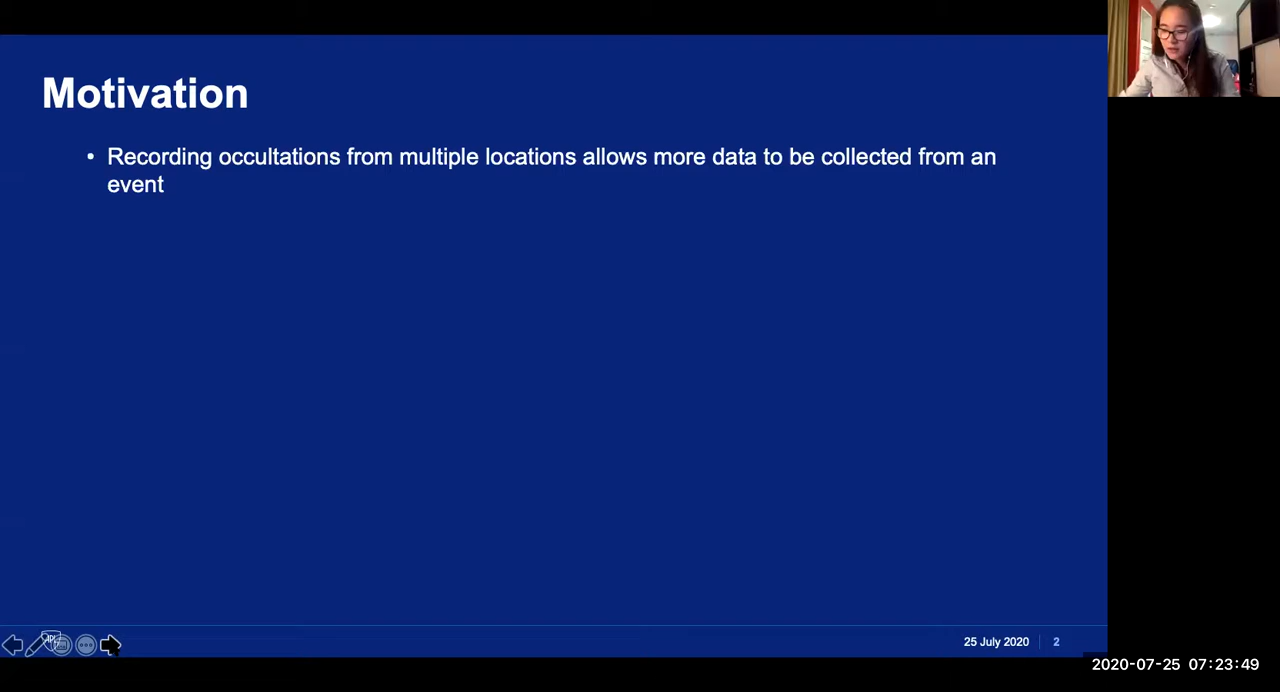 Motivation
• Recording occultations from multiple locations allows more data to be collected from an
event
25 July 2020 2
2020-07-25 07:23:49